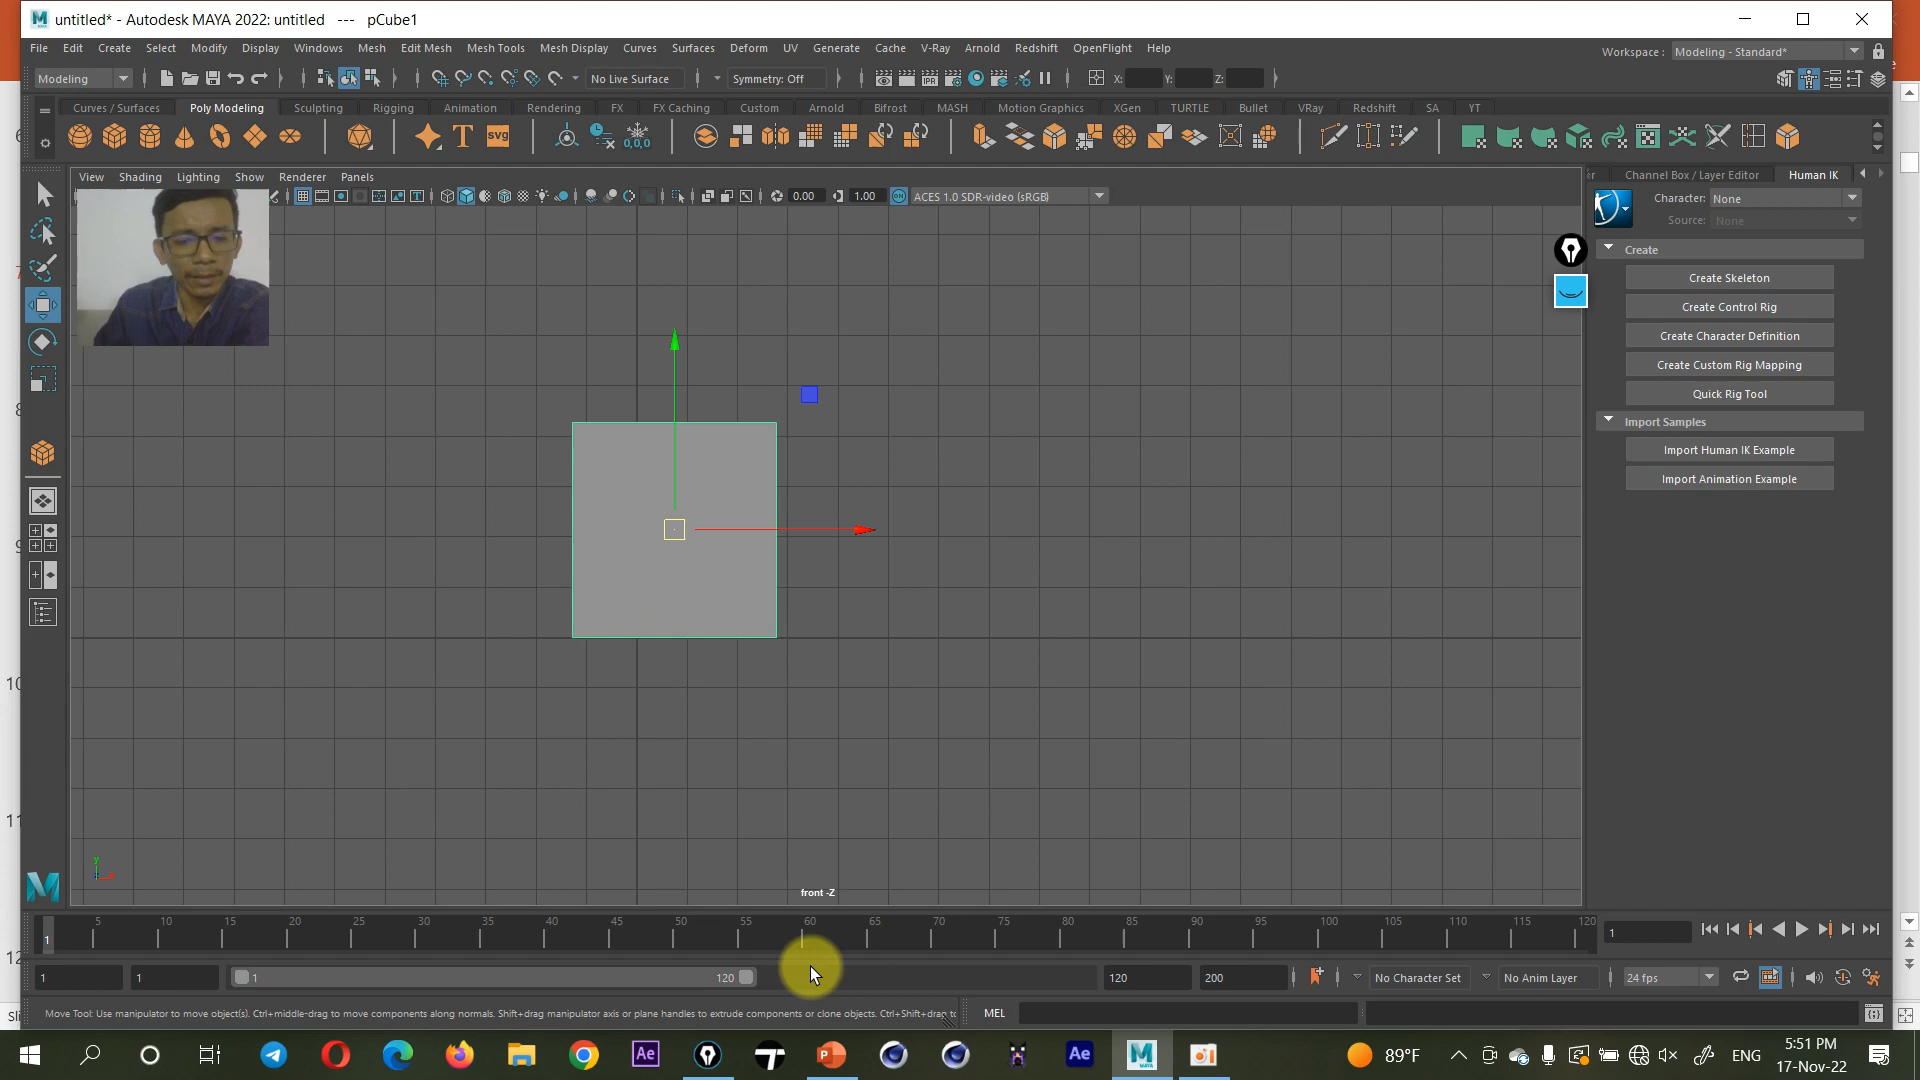 untitled* - Autodesk MAYA 2022: untitled --- pCube1
File Edit Create Select Modify Display Windows Mesh Edit Mesh Mesh Tools Mesh Display Curves Surfaces Deform UV Generate Cache V-Ray Arnold Redshift OpenFlight Help
Workspace : Modeling - Standard*
Modeling No Live Surface Symmetry: Off X: Y: Z:
Curves / Surfaces Poly Modeling Sculpting Rigging Animation Rendering FX FX Caching Custom Arnold Bifrost MASH Motion Graphics XGen TURTLE Bullet VRay Redshift SA YT
View Shading Lighting Show Renderer Panels
0.00 1.00 ACES 1.0 SDR-video (sRGB)
Channel Box / Layer Editor Human IK
Character: None
Source: None
Create
Create Skeleton
Create Control Rig
Create Character Definition
Create Custom Rig Mapping
Quick Rig Tool
Import Samples
Import Human IK Example
Import Animation Example
front -Z
5 10 15 20 25 30 35 40 45 50 55 60 65 70 75 80 85 90 95 100 105 110 115 120
1 1
1 1 1 120 120 200 No Character Set No Anim Layer 24 fps
Move Tool: Use manipulator to move object(s). Ctrl+middle-drag to move components along normals. Shift+drag manipulator axis or plane handles to extrude components or clone objects. Ctrl+Shift+drag to
MEL
89°F ENG 5:51 PM
17-Nov-22